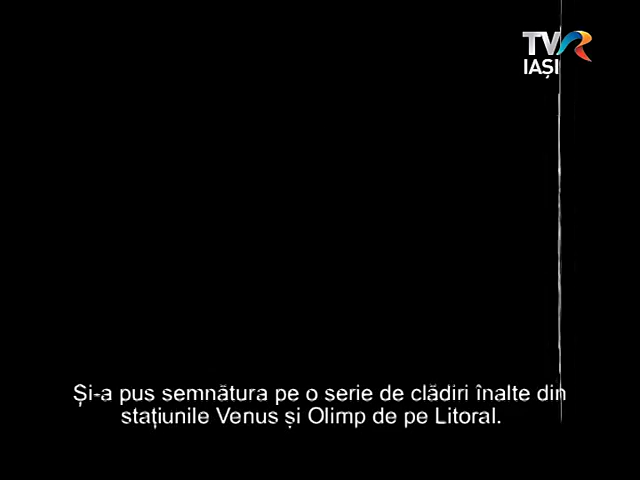 TVR
IAȘI
Și-a pus semnătura pe o serie de clădiri înalte din
stațiunile Venus și Olimp de pe Litoral.